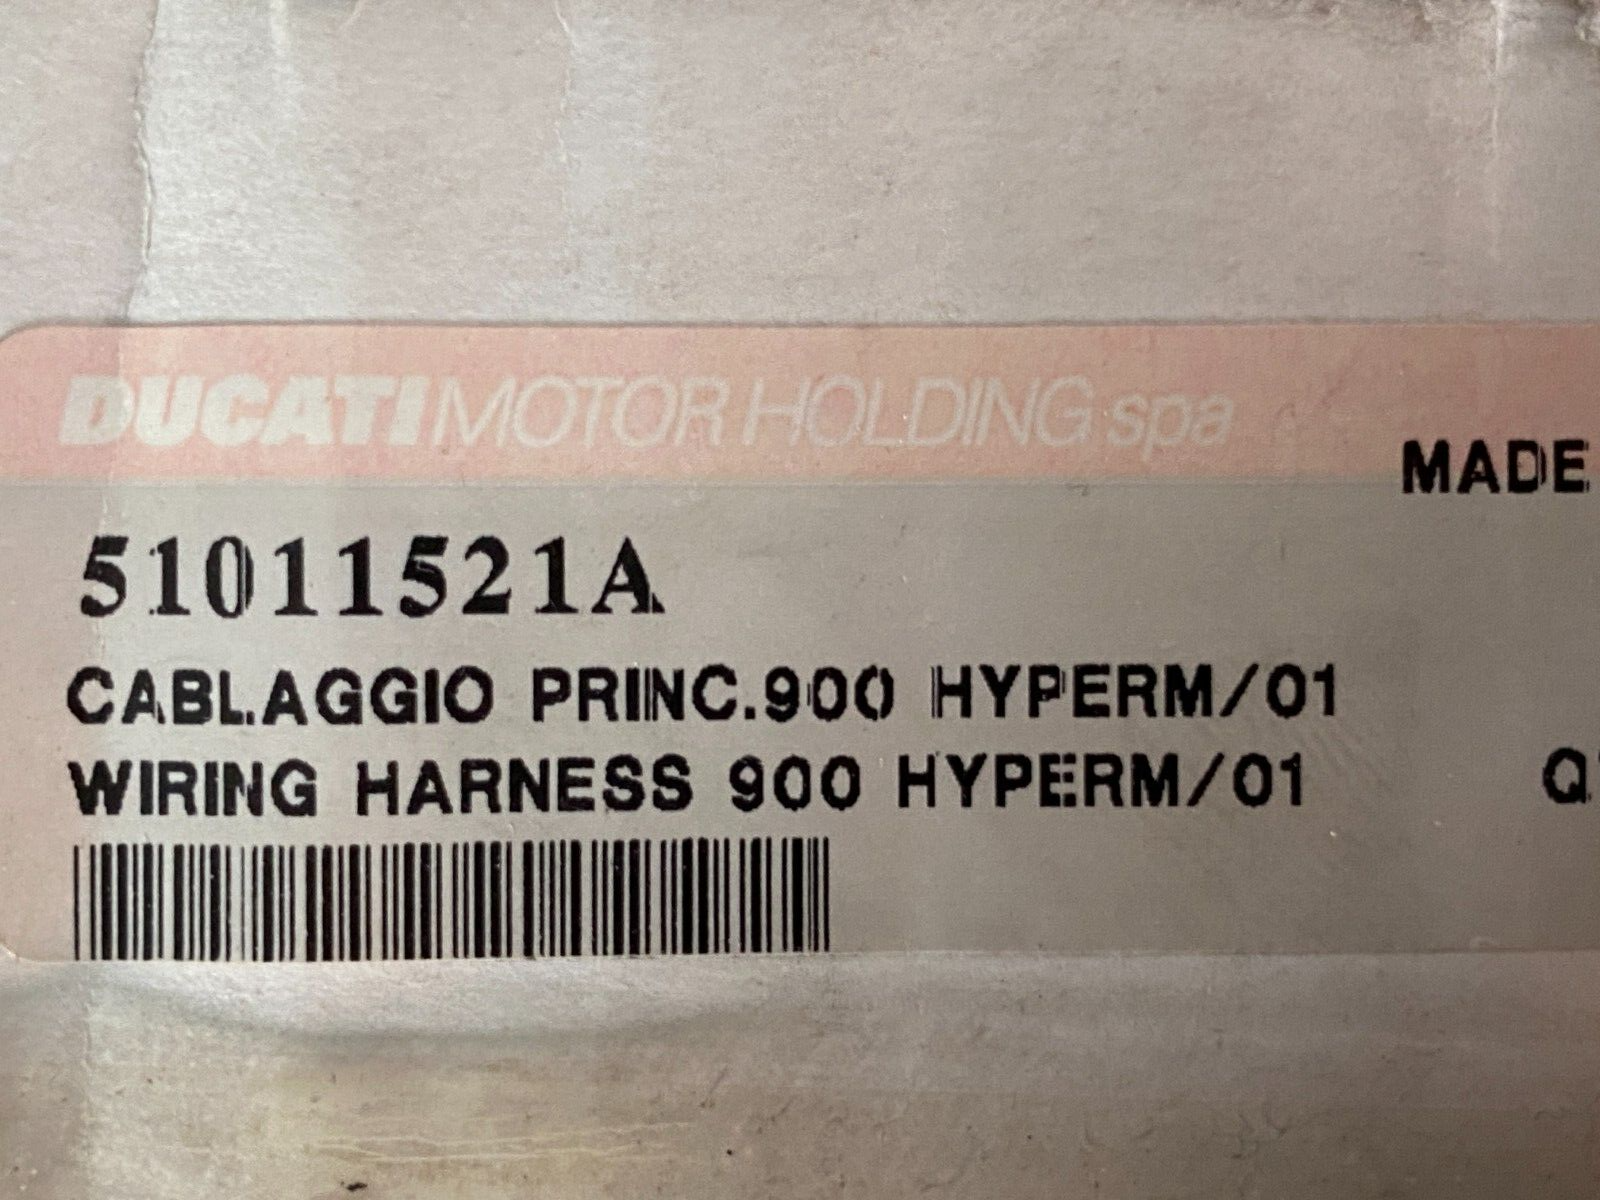 DUCATI MOTOR HOLDING spa
MADE
51011521A
CABLAGGIO PRINC.900 HYPERM/01
WIRING HARNESS 900 HYPERM/01